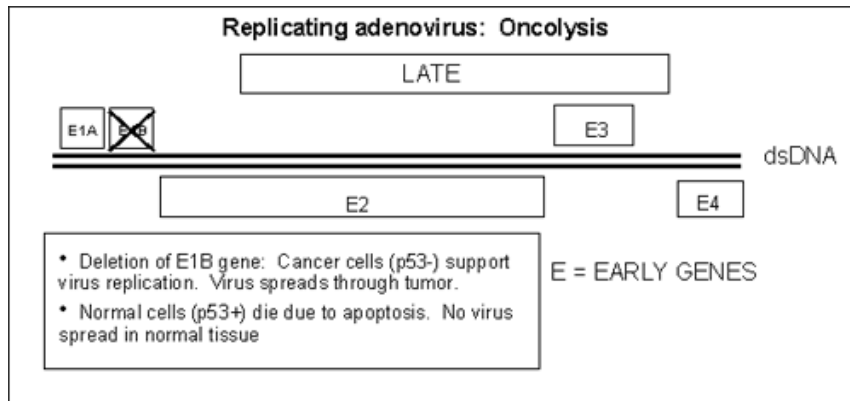 Replicating adenovirus: Oncolysis
LATE
E1A
E3
dsDNA
E2
E4
• Deletion of E1B gene: Cancer cells (p53-) support
virus replication. Virus spreads through tumor.
• Normal cells (p53+) die due to apoptosis. No virus
spread in normal tissue
E = EARLY GENES